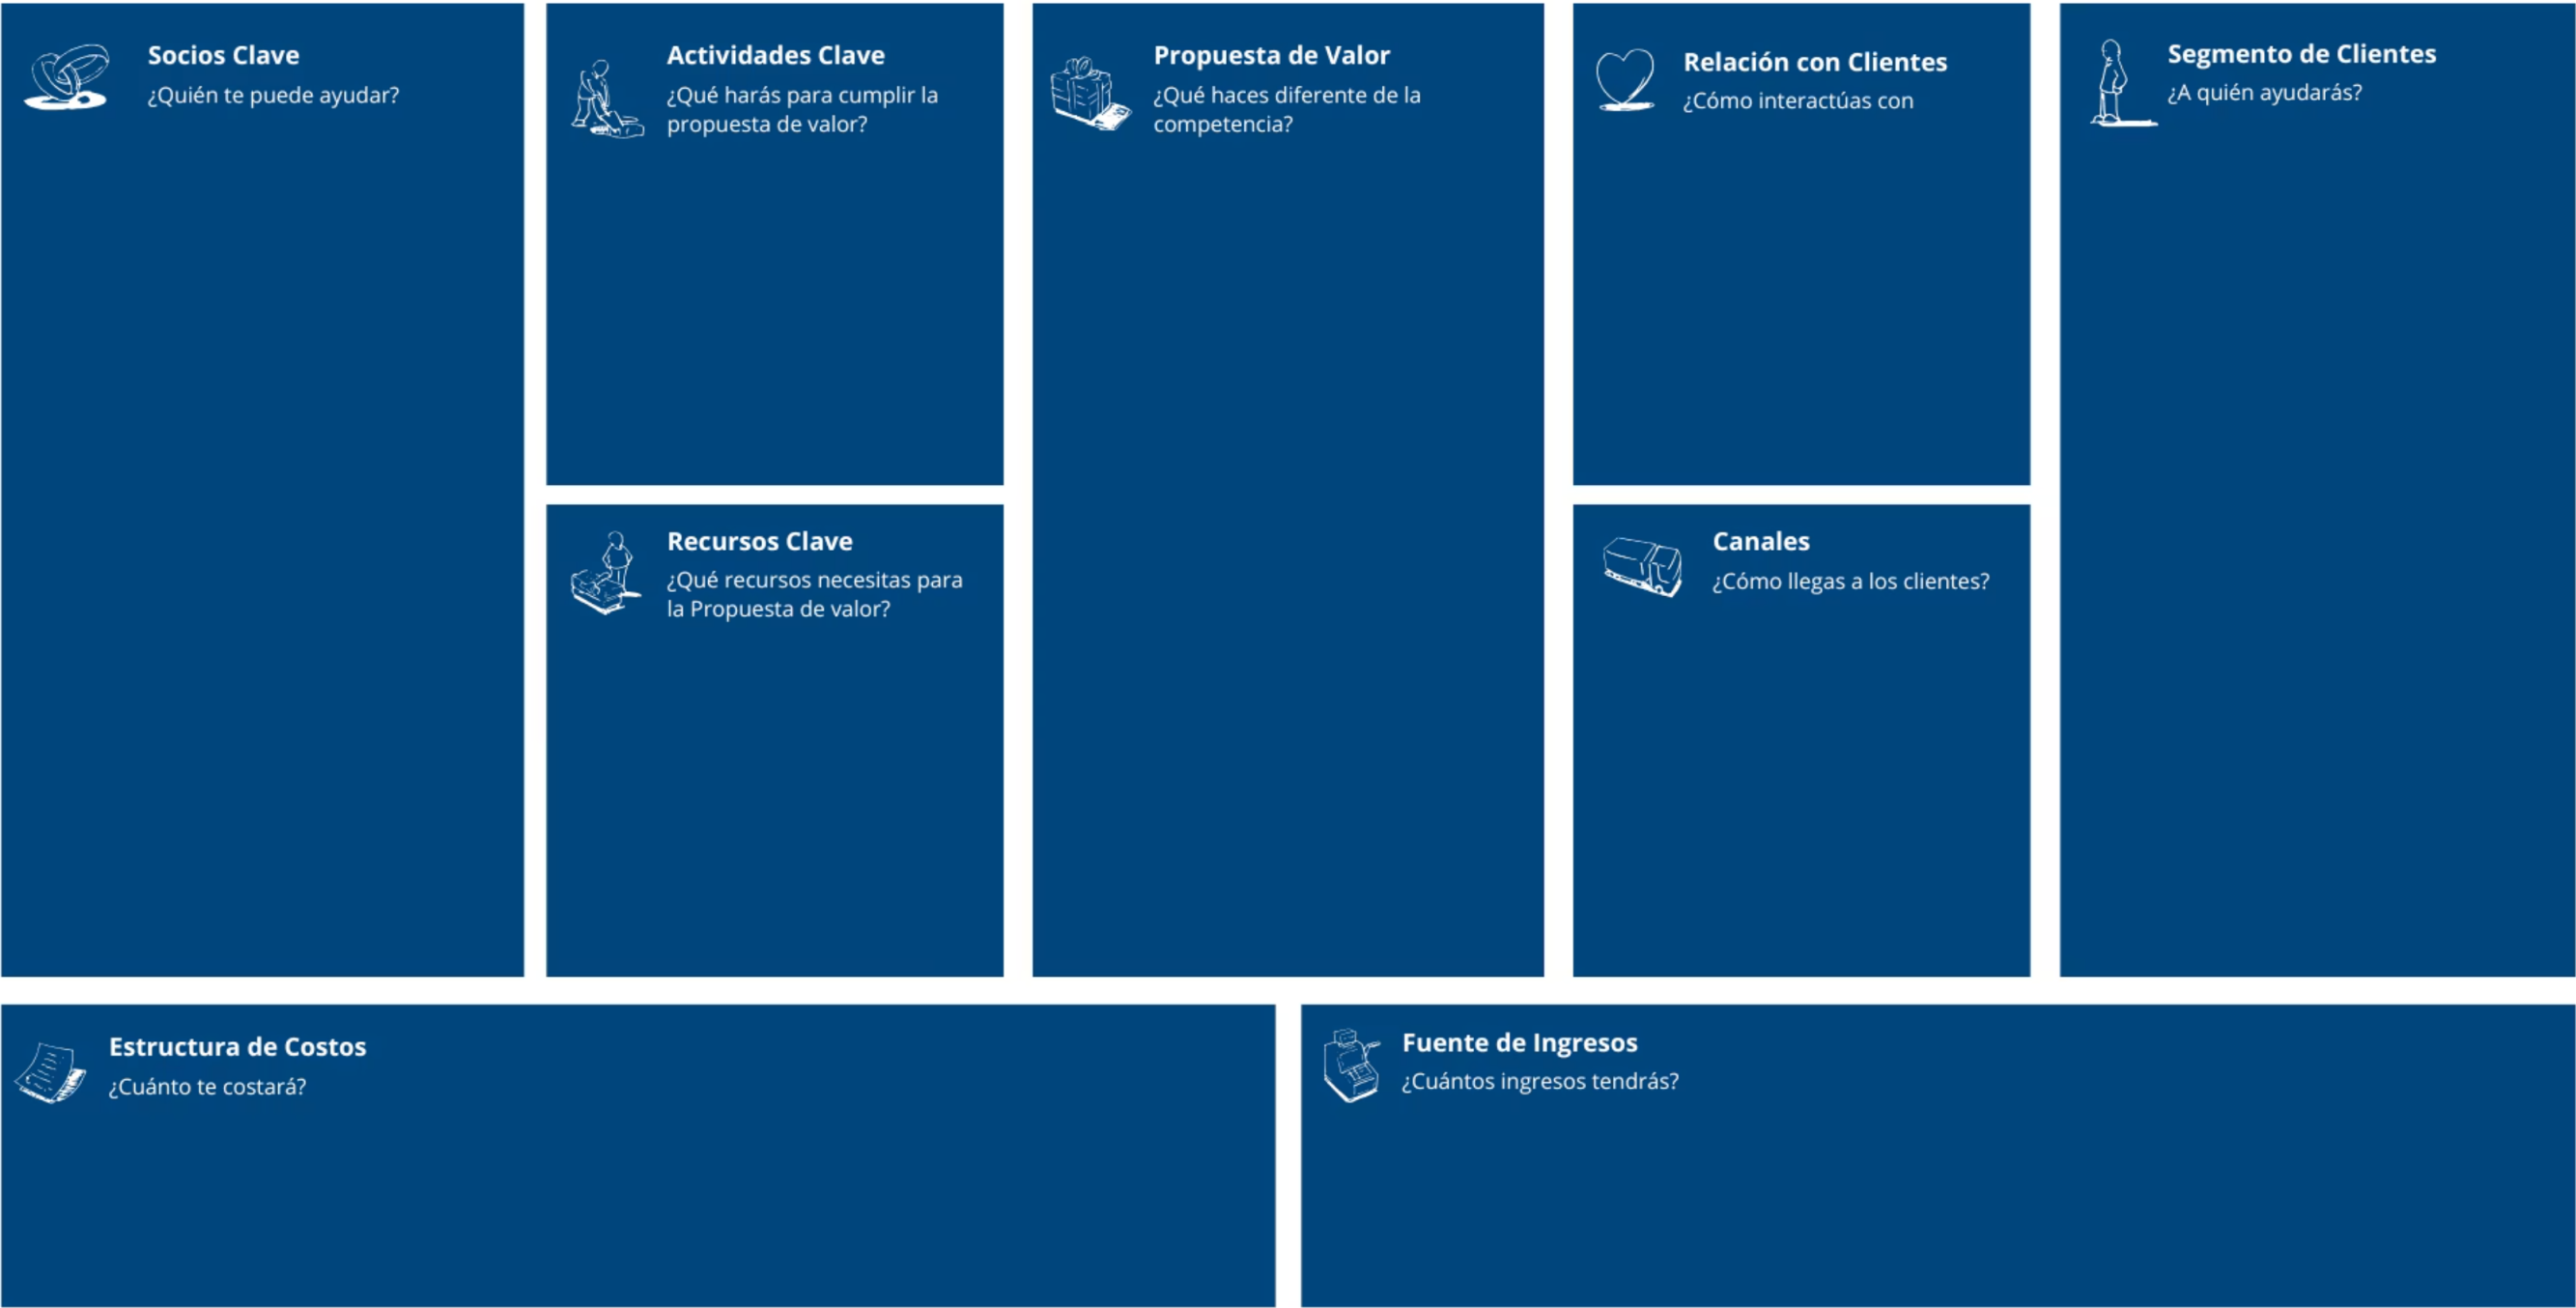 Socios Clave
¿Quién te puede ayudar?
Actividades Clave
¿Qué harás para cumplir la
propuesta de valor?
Recursos Clave
¿Qué recursos necesitas para
la Propuesta de valor?
Propuesta de Valor
¿Qué haces diferente de la
competencia?
Relación con Clientes
¿Cómo interactúas con
Canales
¿Cómo llegas a los clientes?
Segmento de Clientes
¿A quién ayudarás?
Estructura de Costos
¿Cuánto te costará?
Fuente de Ingresos
¿Cuántos ingresos tendrás?